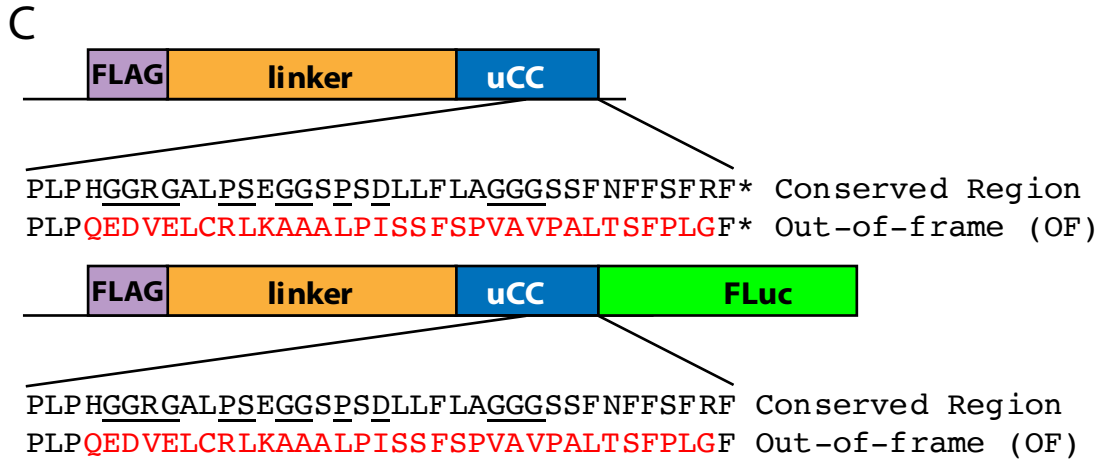 C
FLAG linker uCC
PLPHGGRGALPSEGGSPSDLLFLAGGGSSFNFFSFRF* Conserved Region
PLPQEDVELCRLKAAALPISSFSPVAVPALTSFPLGF* Out-of-frame (OF)
FLAG linker uCC FLuc
PLPHGGRGALPSEGGSPSDLLFLAGGGSSFNFFSFRF Conserved Region
PLPQEDVELCRLKAAALPISSFSPVAVPALTSFPLGF Out-of-frame (OF)